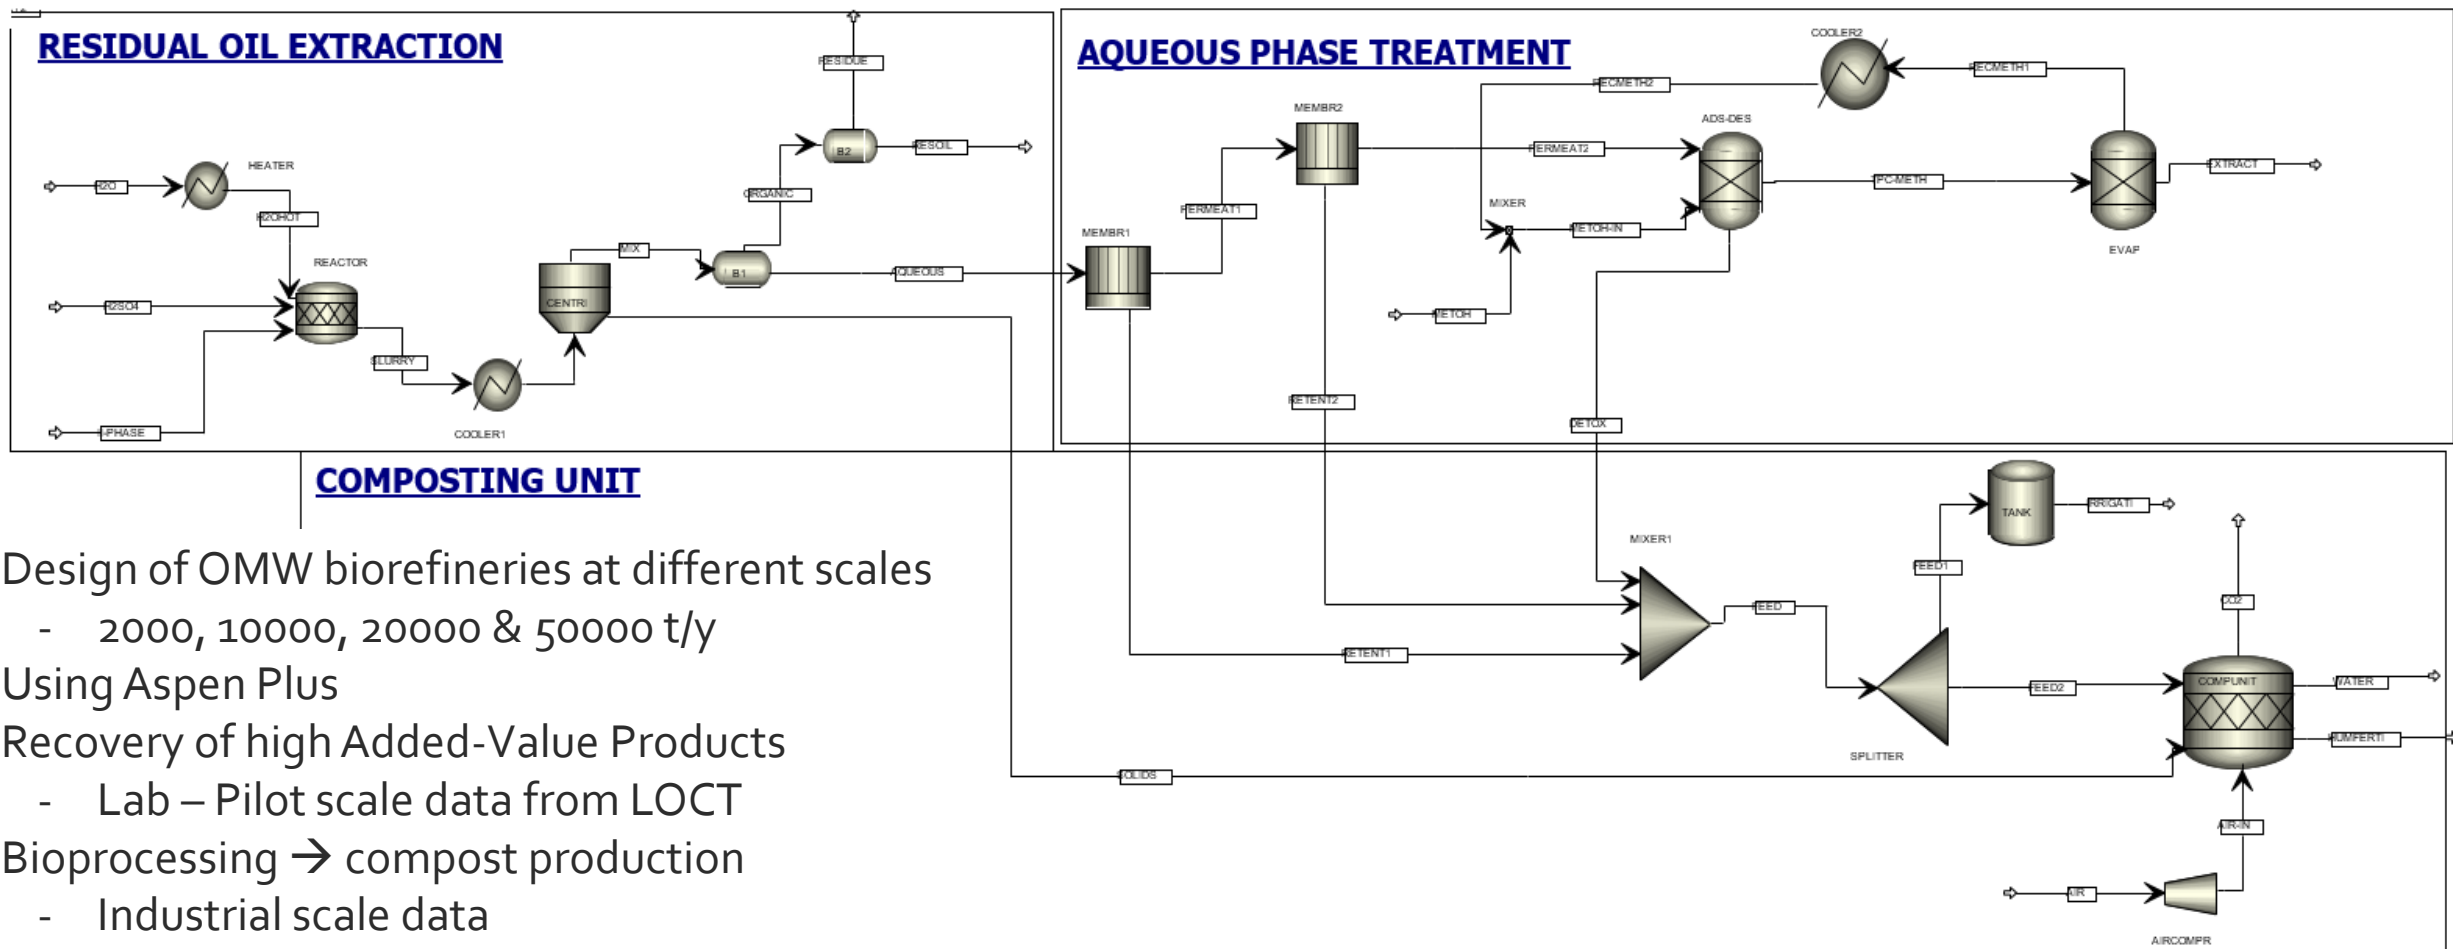 RESIDUAL OIL EXTRACTION
RESIDUE
B2
RESOIL
HEATER
H2O
ORGANIC
H2OHOT
REACTOR
MIX
B1
AQUEOUS
H2SO4
CENTRI
SLURRY
COOLER1
-PHASE
AQUEOUS PHASE TREATMENT
COOLER2
RECMETH2
RECMETH1
MEMBR2
ADS-DES
PERMEAT2
EXTRACT
PC-METH
PERMEAT1
MIXER
METOH-IN
MEMBR1
EVAP
METOH
RETENT2
DETOX
COMPOSTING UNIT
TANK
IRRIGATI
MIXER1
FEED1
FEED
CO2
RETENT1
FEED2
COMPUNIT
WATER
HUMFERTI
SPLITTER
SOLIDS
AIR-IN
AIR
AIRCOMPR
Design of OMW biorefineries at different scales
- 2000, 10000, 20000 & 50000 t/y
Using Aspen Plus
Recovery of high Added-Value Products
- Lab – Pilot scale data from LOCT
Bioprocessing → compost production
- Industrial scale data